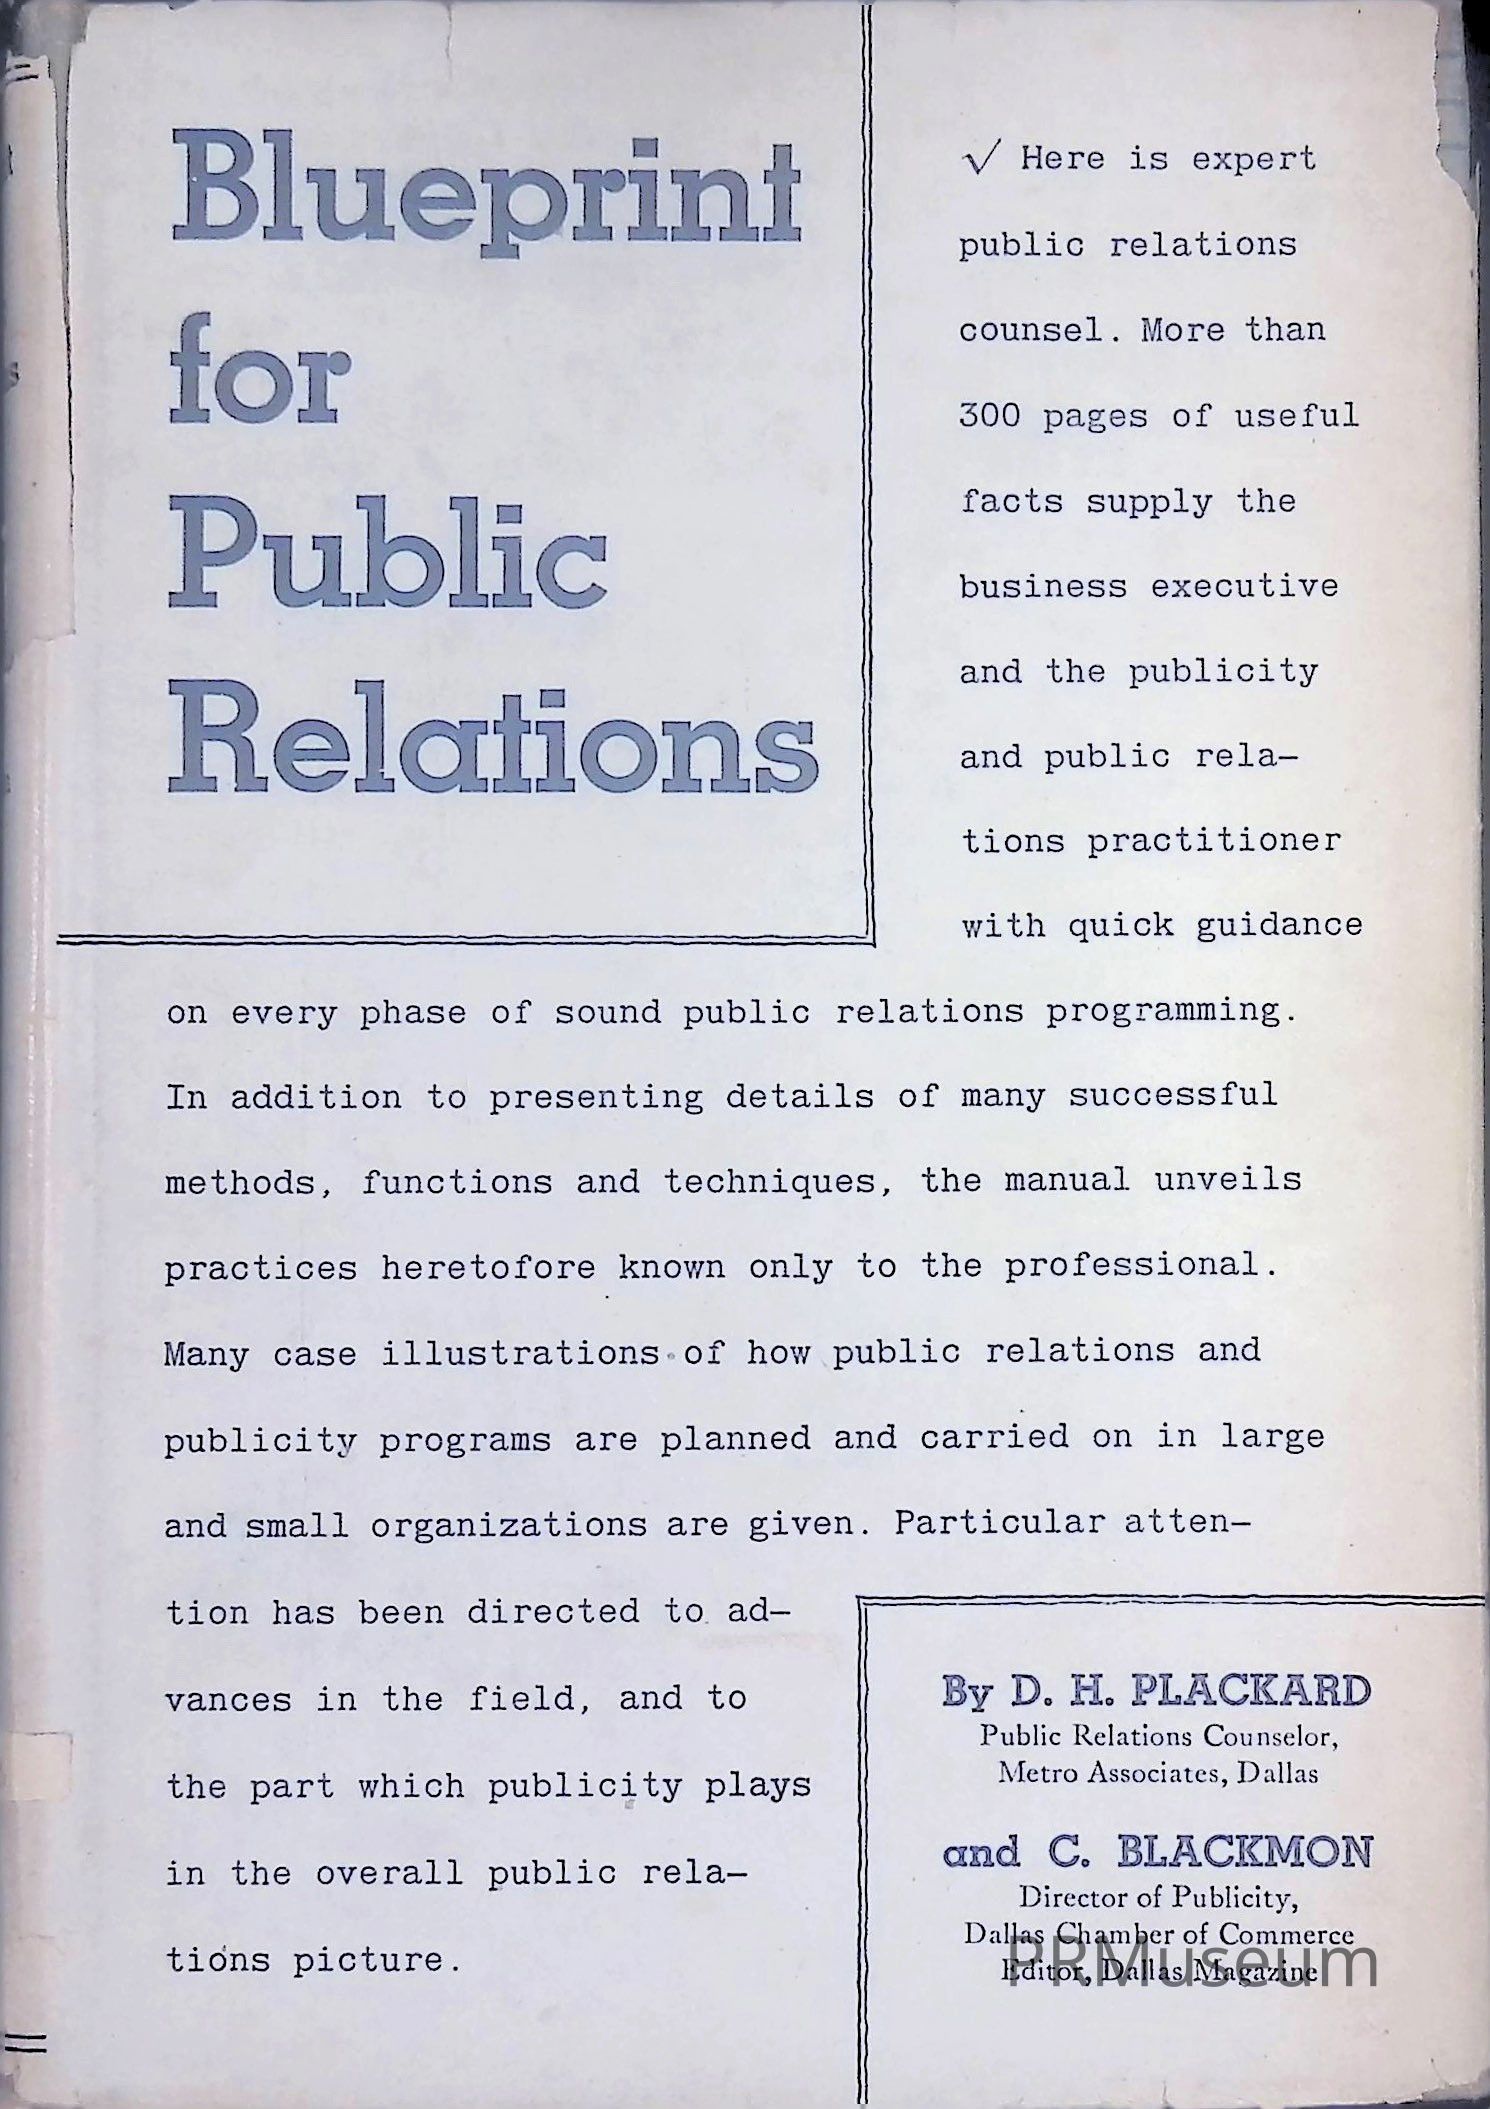 Blueprint
for
Public
Relations
√ Here is expert
public relations
counsel. More than
300 pages of useful
facts supply the
business executive
and the publicity
and public rela–
tions practitioner
with quick guidance
on every phase of sound public relations programming.
In addition to presenting details of many successful
methods, functions and techniques, the manual unveils
practices heretofore known only to the professional.
Many case illustrations of how public relations and
publicity programs are planned and carried on in large
and small organizations are given. Particular atten–
tion has been directed to ad–
vances in the field, and to
the part which publicity plays
in the overall public rela–
tions picture.
By D. H. PLACKARD
Public Relations Counselor,
Metro Associates, Dallas
and C. BLACKMON
Director of Publicity,
Dallas Chamber of Commerce
Editor, Dallas Magazine
PRMuseum